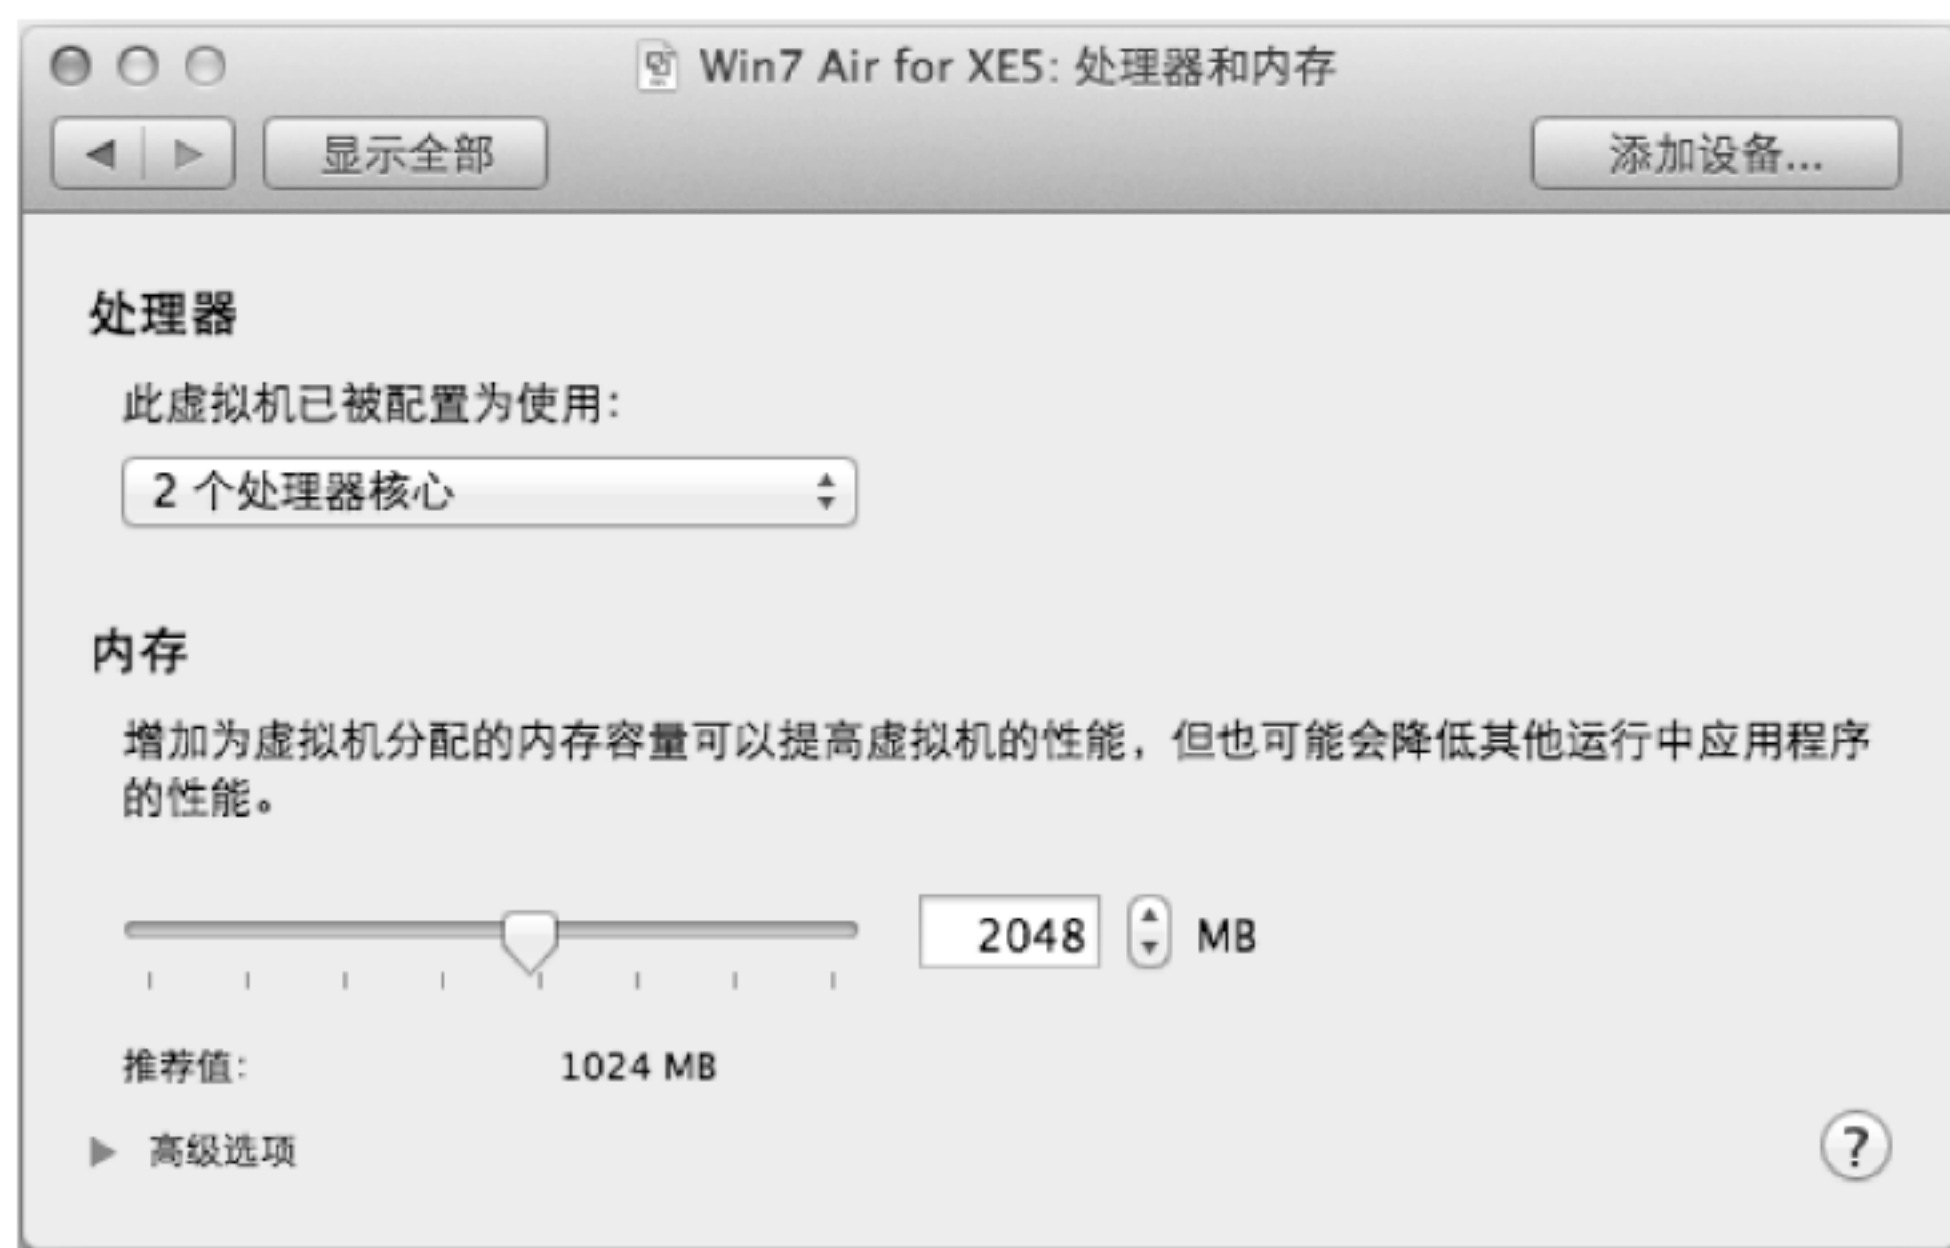 Win7 Air for XE5: 处理器和内存
显示全部
添加设备...
处理器
此虚拟机已被配置为使用:
2 个处理器核心
内存
增加为虚拟机分配的内存容量可以提高虚拟机的性能，但也可能会降低其他运行中应用程序
的性能。
2048 MB
推荐值: 1024 MB
高级选项
?